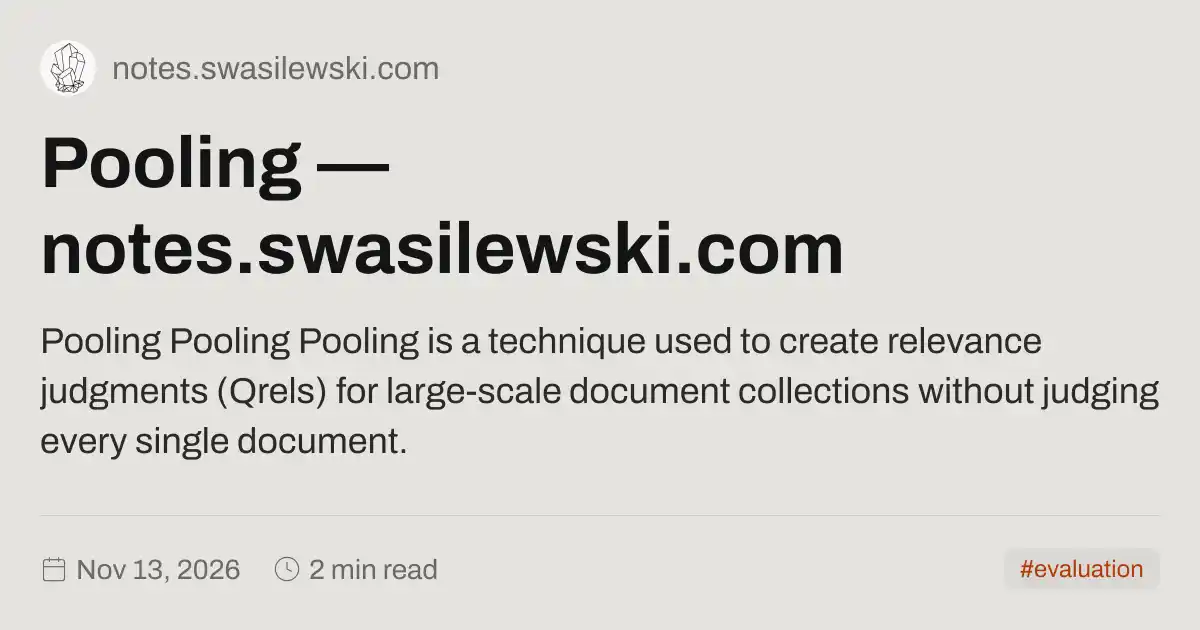 notes.swasilewski.com
Pooling —
notes.swasilewski.com
Pooling Pooling Pooling is a technique used to create relevance
judgments (Qrels) for large-scale document collections without judging
every single document.
Nov 13, 2026
2 min read
#evaluation